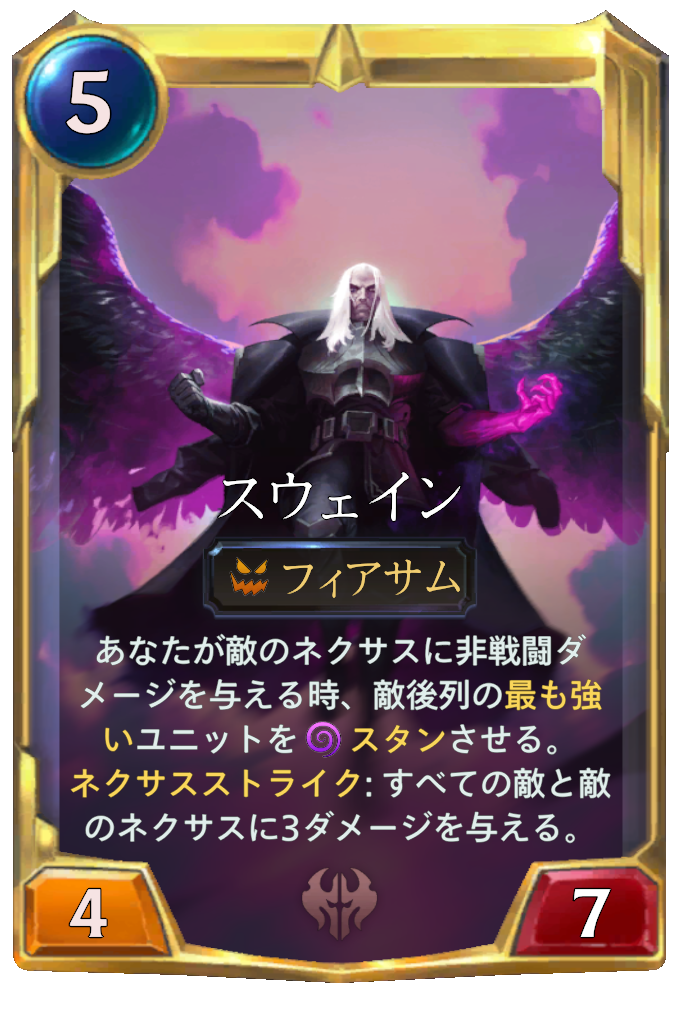 5
スウェイン
フィアサム
あなたが敵のネクサスに非戦闘ダ
メージを与える時、敵後列の最も強
いユニットを スタンさせる。
ネクサスストライク: すべての敵と敵
のネクサスに3ダメージを与える。
4
7